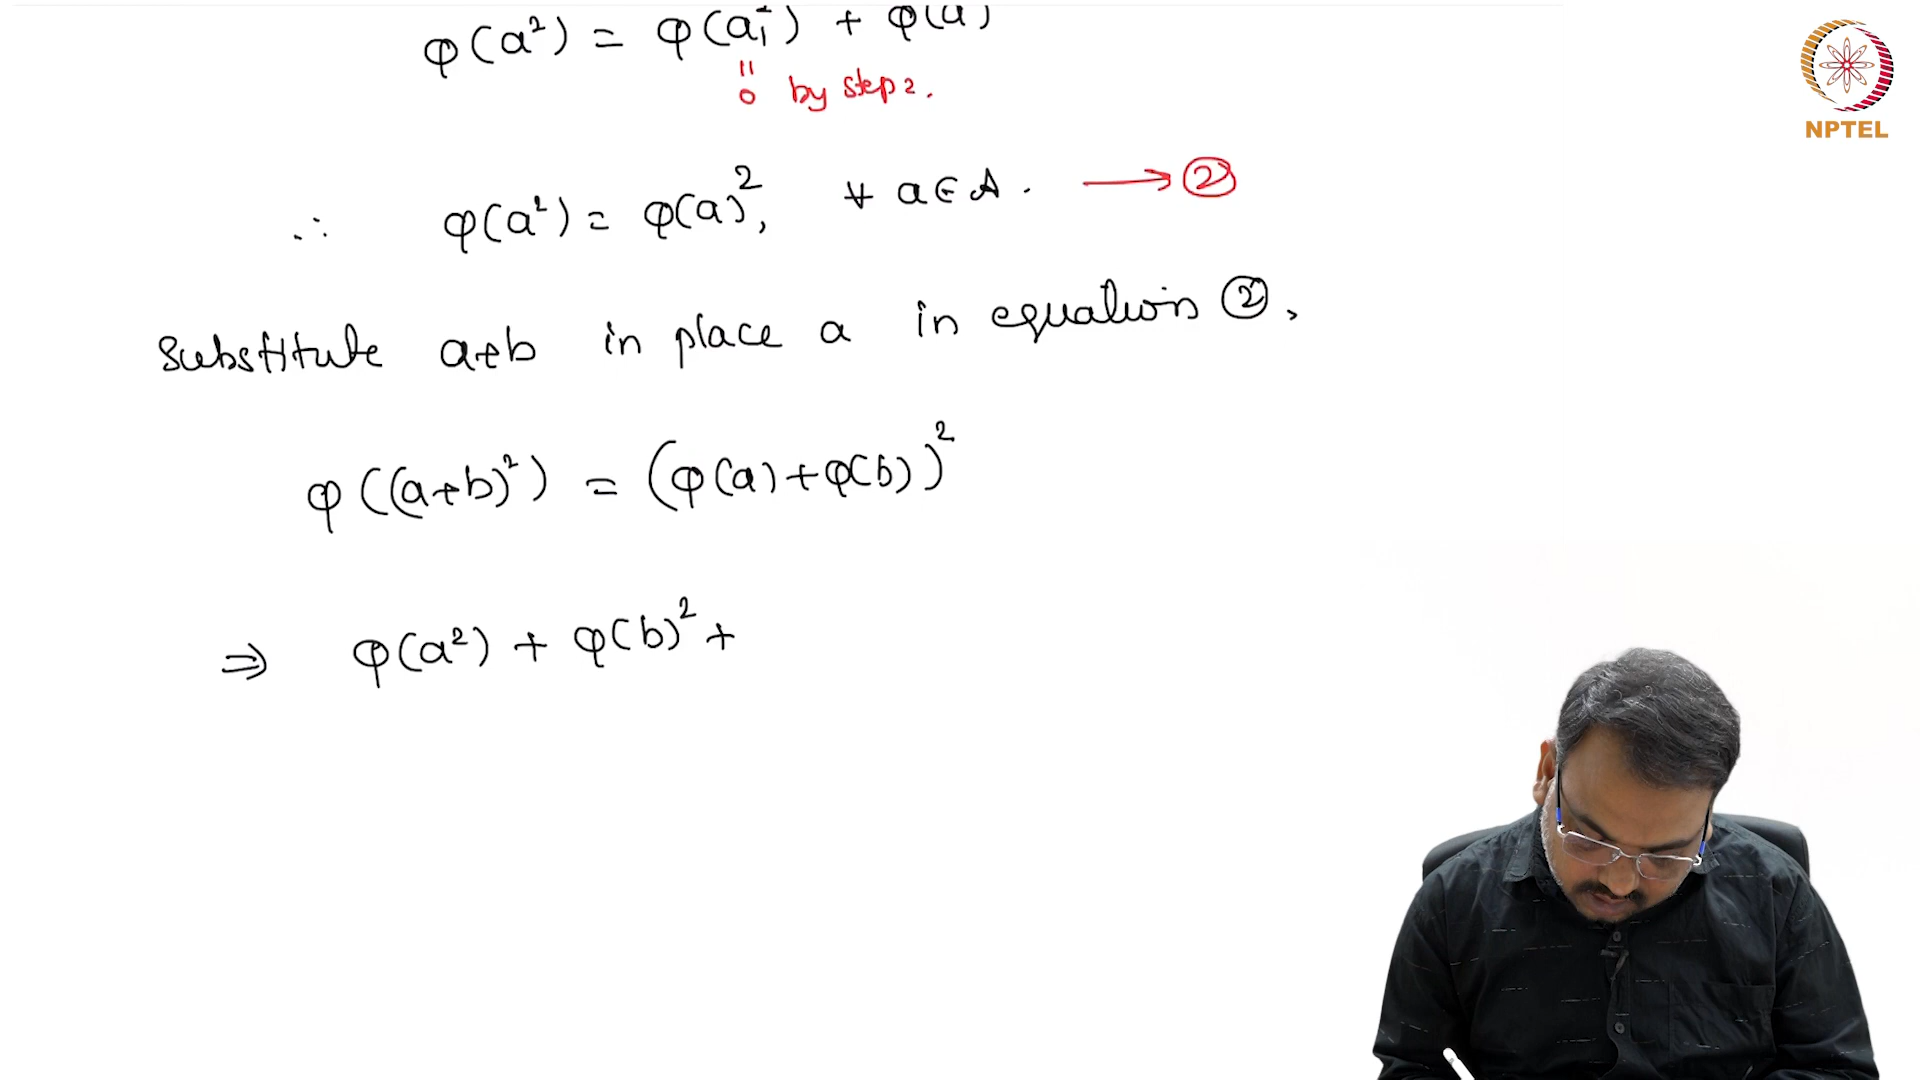 φ(a²) = φ(a₁²) + φ(a)
"
0 by step 2.
NPTEL
∴ φ(a²) = φ(a)², ∀ a ∈ A. → ②
Substitute a+b in place a in equation ②,
φ((a+b)²) = (φ(a)+φ(b))²
⇒ φ(a²) + φ(b)² +